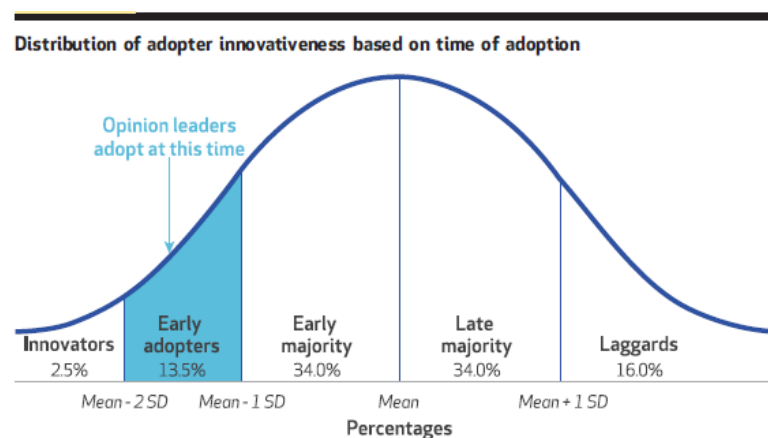 Distribution of adopter innovativeness based on time of adoption
Opinion leaders
adopt at this time
Innovators
2.5%
Early
adopters
13.5%
Early
majority
34.0%
Late
majority
34.0%
Laggards
16.0%
Mean - 2 SD
Mean - 1 SD
Mean
Mean + 1 SD
Percentages